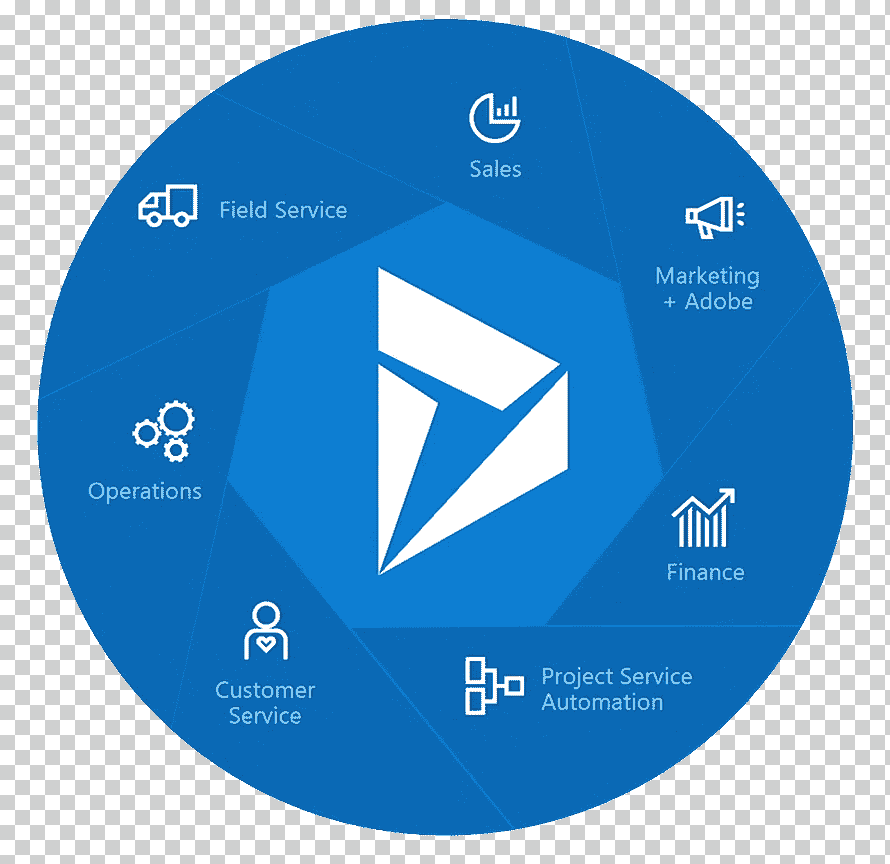 Sales
Field Service
Marketing
+ Adobe
Operations
Finance
Customer
Service
Project Service
Automation